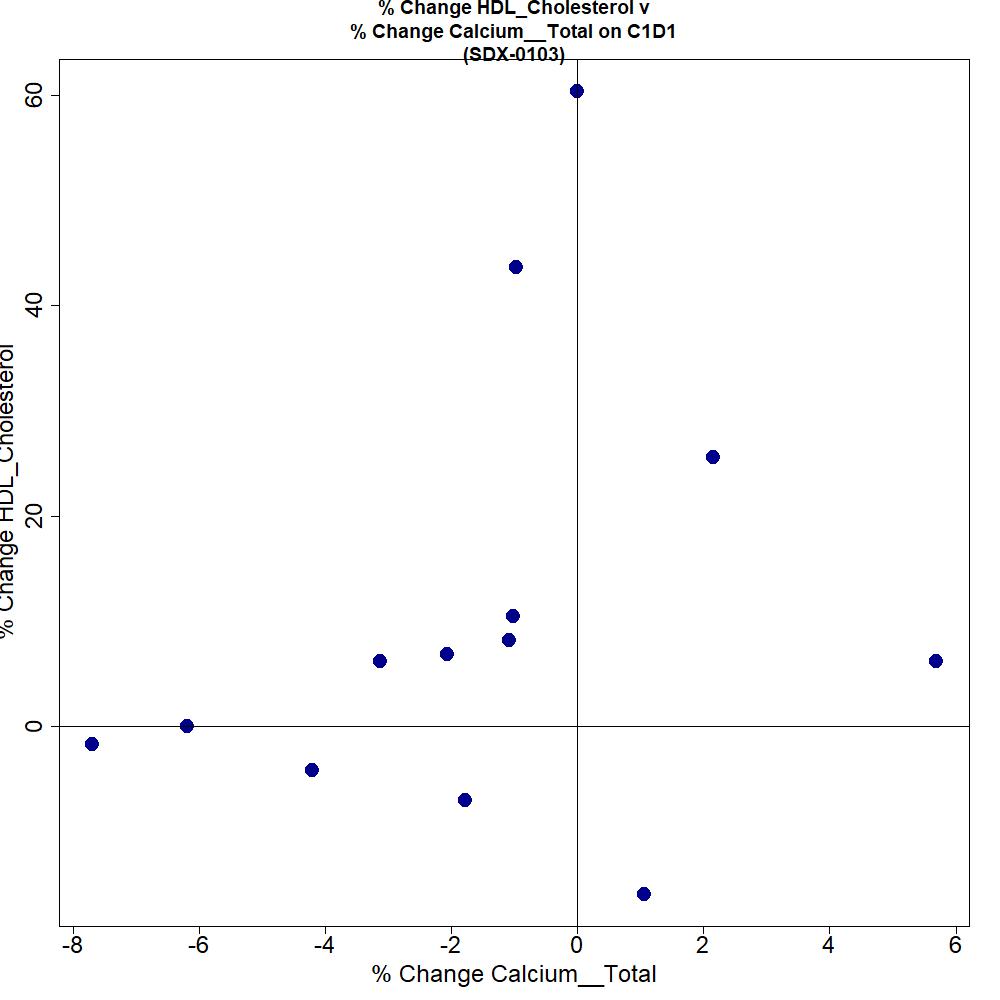 % Change HDL_Cholesterol v
% Change Calcium__Total on C1D1
(SDX-0103)
% Change HDL_Cholesterol
60
40
20
0
-8
-6
-4
-2
0
2
4
6
% Change Calcium__Total